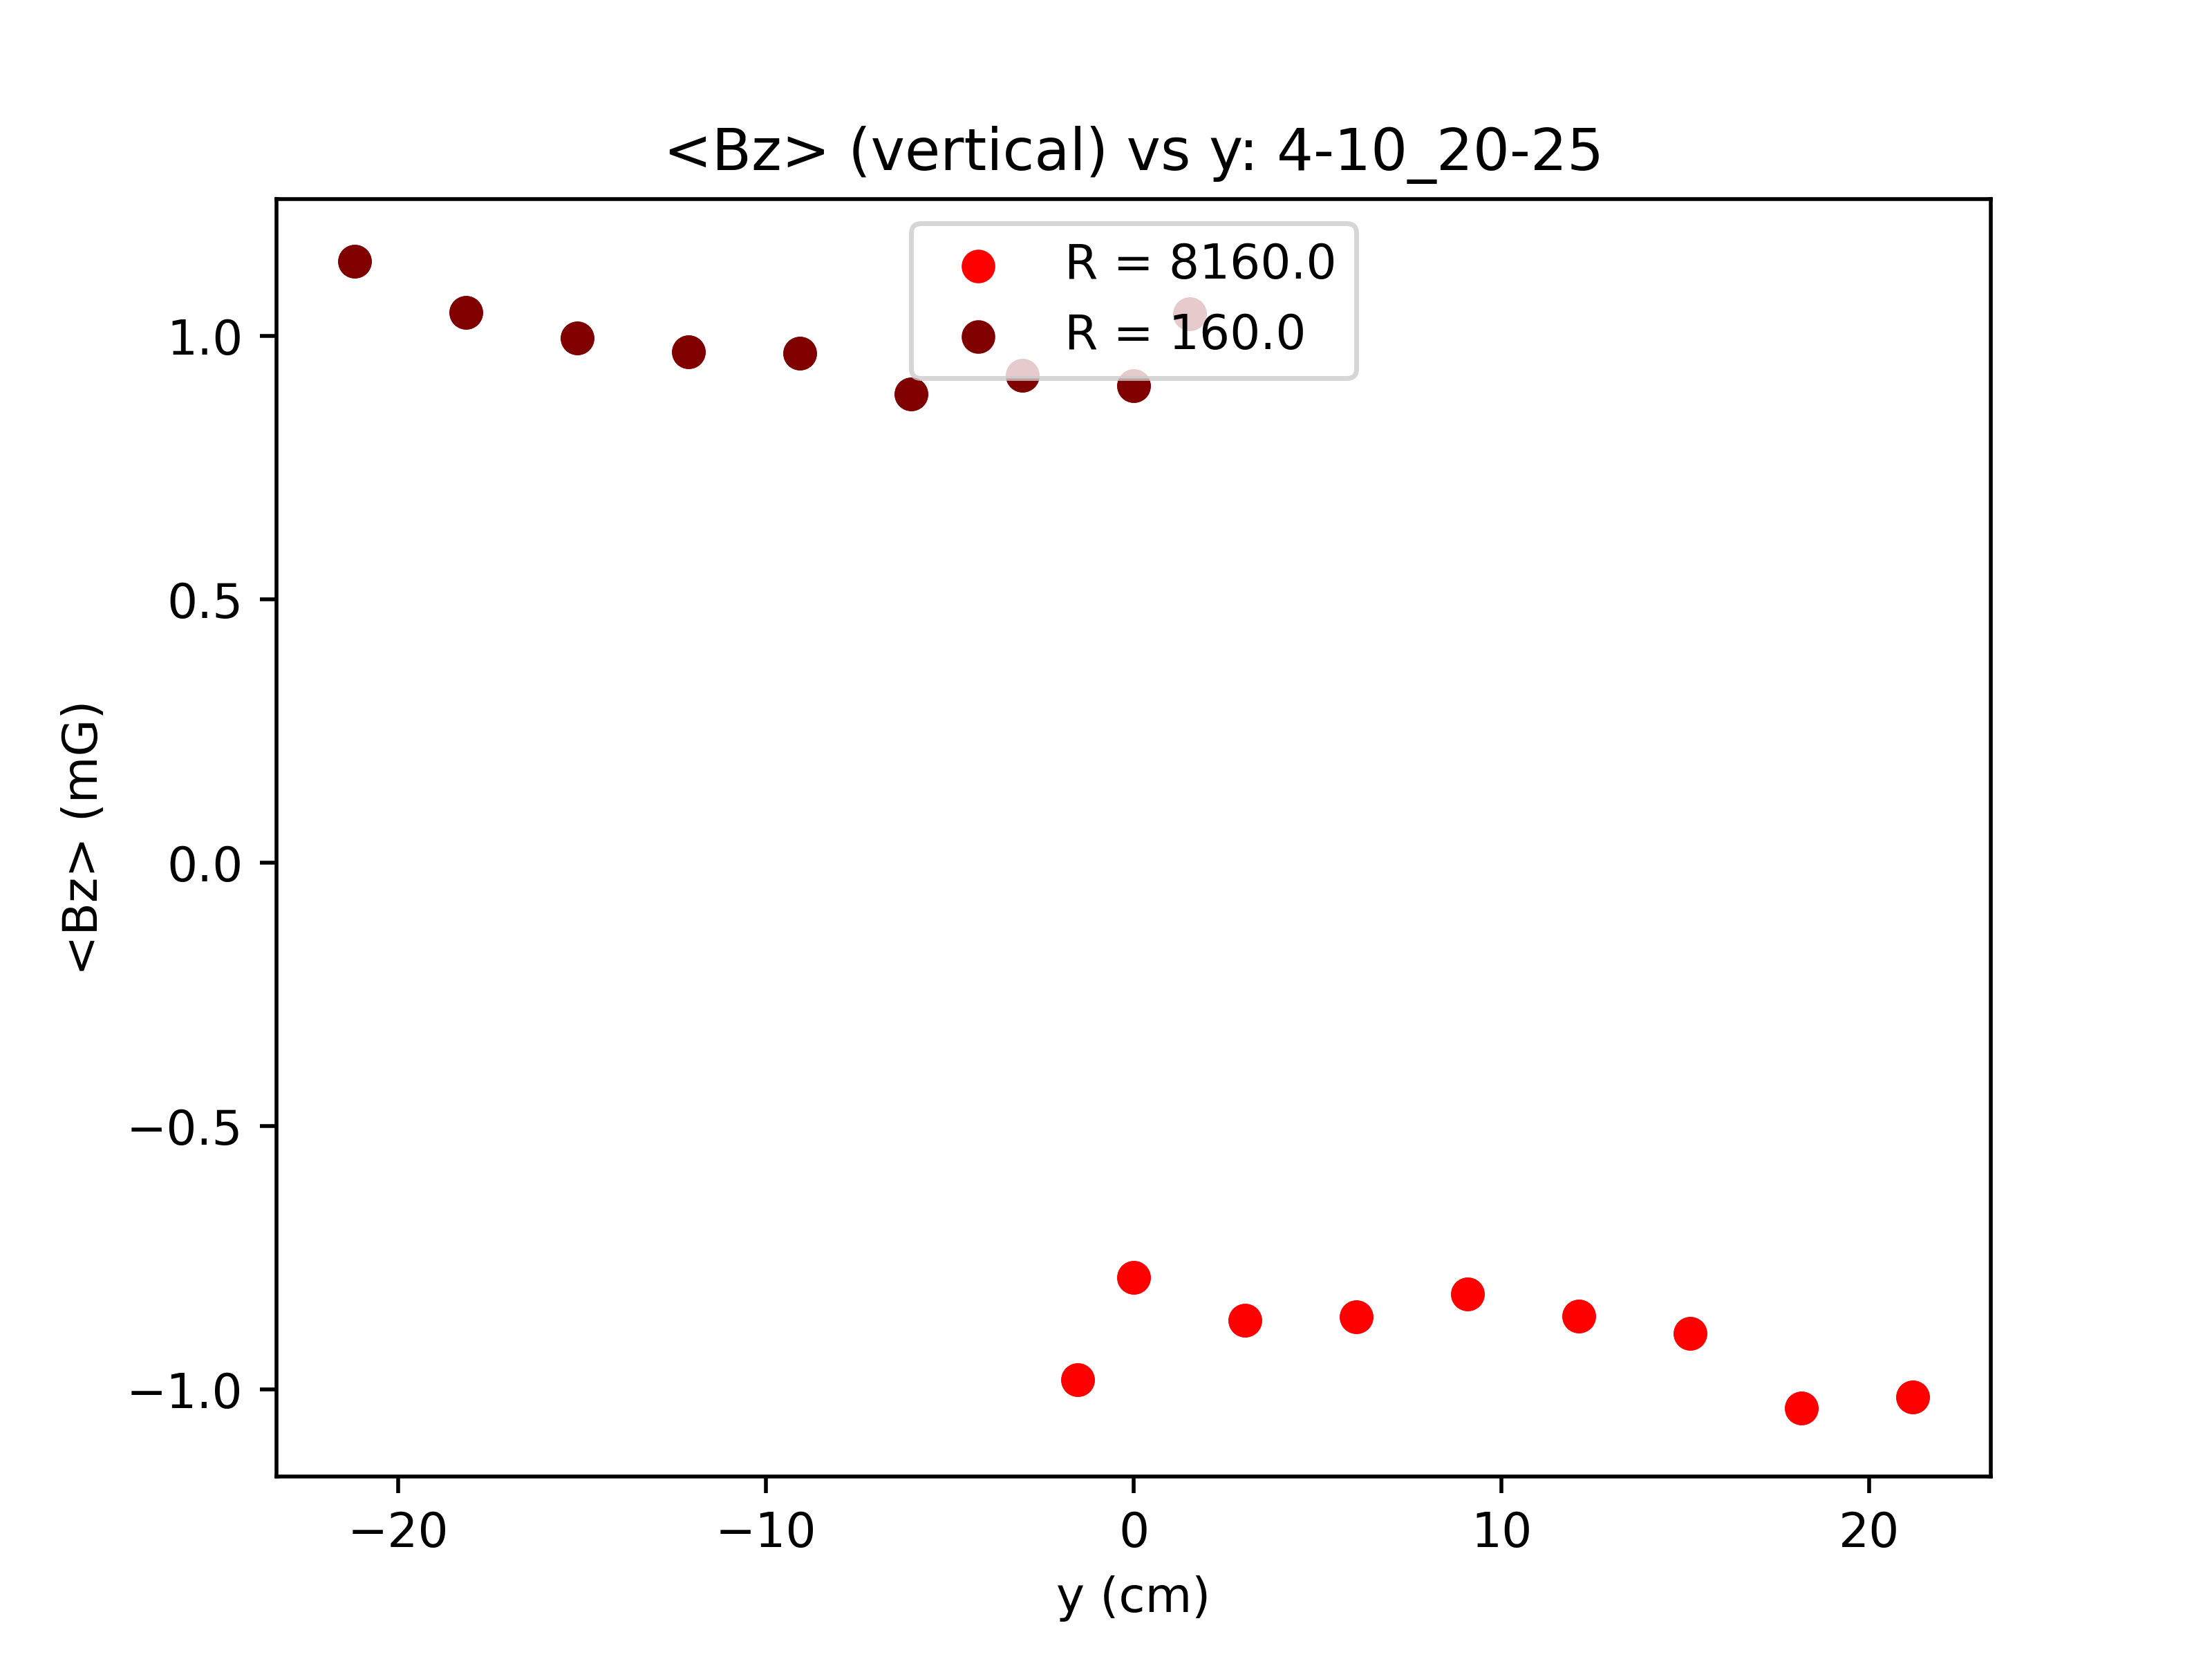 <Bz> (vertical) vs y: 4-10_20-25
R = 8160.0
R = 160.0
1.0
0.5
0.0
−0.5
−1.0
<Bz> (mG)
−20
−10
0
10
20
y (cm)